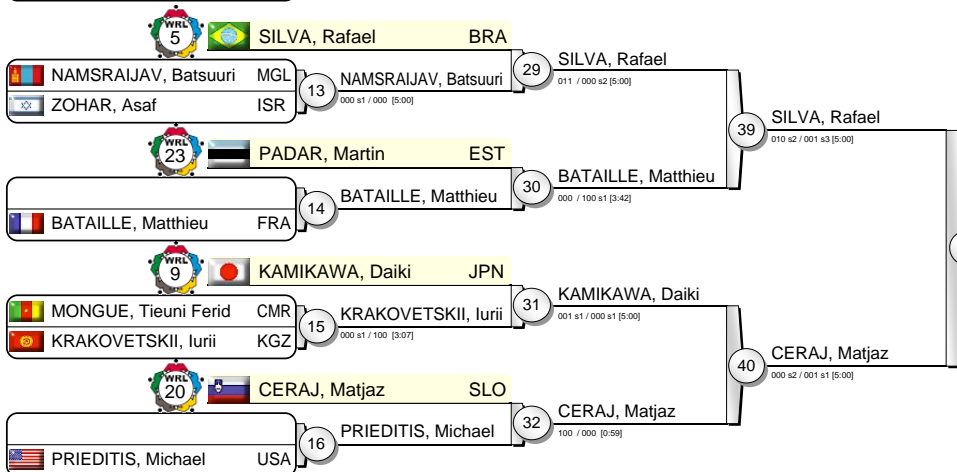 WRL 5 SILVA, Rafael BRA
NAMSRAIJAV, Batsuuri MGL
ZOHAR, Asaf ISR
13 NAMSRAIJAV, Batsuuri
000 s1 / 000 [5:00]
29 SILVA, Rafael
011 / 000 s2 [5:00]
WRL 23 PADAR, Martin EST
BATAILLE, Matthieu FRA
14 BATAILLE, Matthieu
30 BATAILLE, Matthieu
000 / 100 s1 [3:42]
39 SILVA, Rafael
010 s2 / 001 s3 [5:00]
WRL 9 KAMIKAWA, Daiki JPN
MONGUE, Tieuni Ferid CMR
KRAKOVETSKII, Iurii KGZ
15 KRAKOVETSKII, Iurii
000 s1 / 100 [3:07]
31 KAMIKAWA, Daiki
001 s1 / 000 s1 [5:00]
WRL 20 CERAJ, Matjaz SLO
PRIEDITIS, Michael USA
16 PRIEDITIS, Michael
32 CERAJ, Matjaz
100 / 000 [0:59]
40 CERAJ, Matjaz
000 s2 / 001 s1 [5:00]